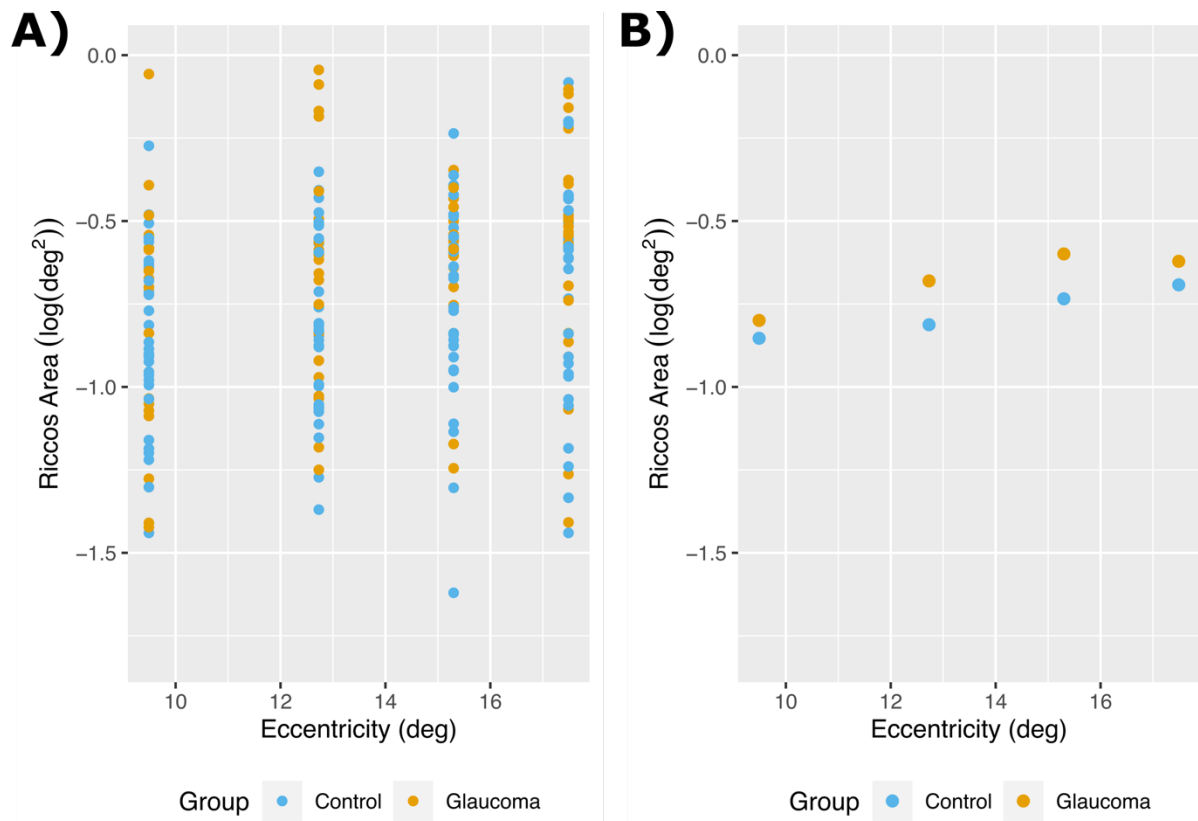 A)
0.0
−0.5
−1.0
−1.5
Riccos Area (log(deg²))
10 12 14 16
Eccentricity (deg)
Group Control Glaucoma
B)
0.0
−0.5
−1.0
−1.5
Riccos Area (log(deg²))
10 12 14 16
Eccentricity (deg)
Group Control Glaucoma